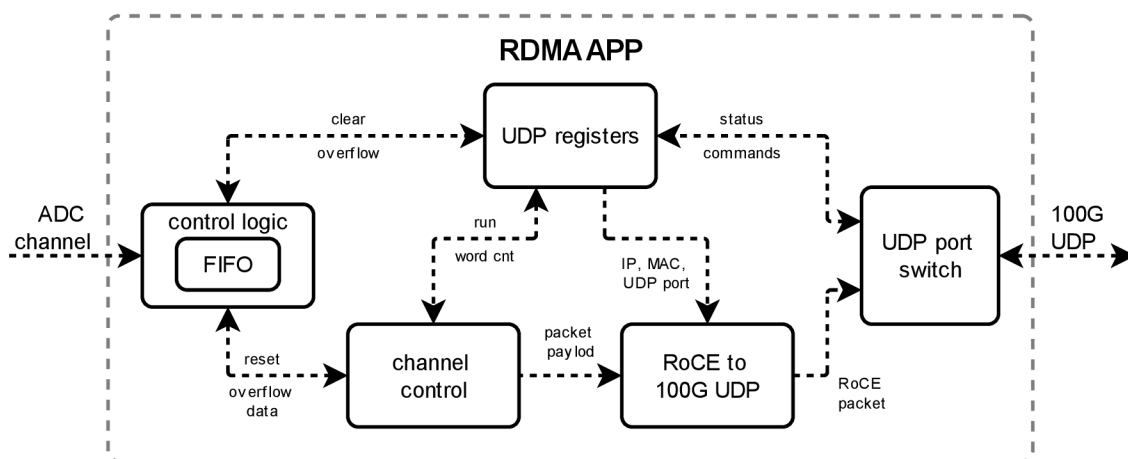 RDMA APP
clear
overflow
UDP registers
status
commands
ADC
channel
control logic
FIFO
run
word cnt
IP, MAC,
UDP port
UDP port
switch
100G
UDP
reset
overflow
data
channel
control
packet
paylod
RoCE to
100G UDP
RoCE
packet